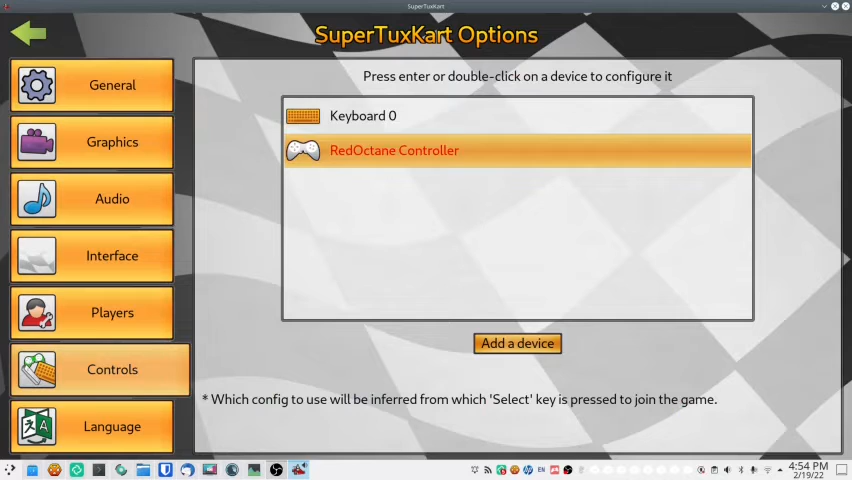 SuperTuxKart
SuperTuxKart Options
General
Press enter or double-click on a device to configure it
Keyboard 0
Graphics
RedOctane Controller
Audio
Interface
Players
Add a device
Controls
* Which config to use will be inferred from which 'Select' key is pressed to join the game.
Language
EN
4:54 PM
2/19/22